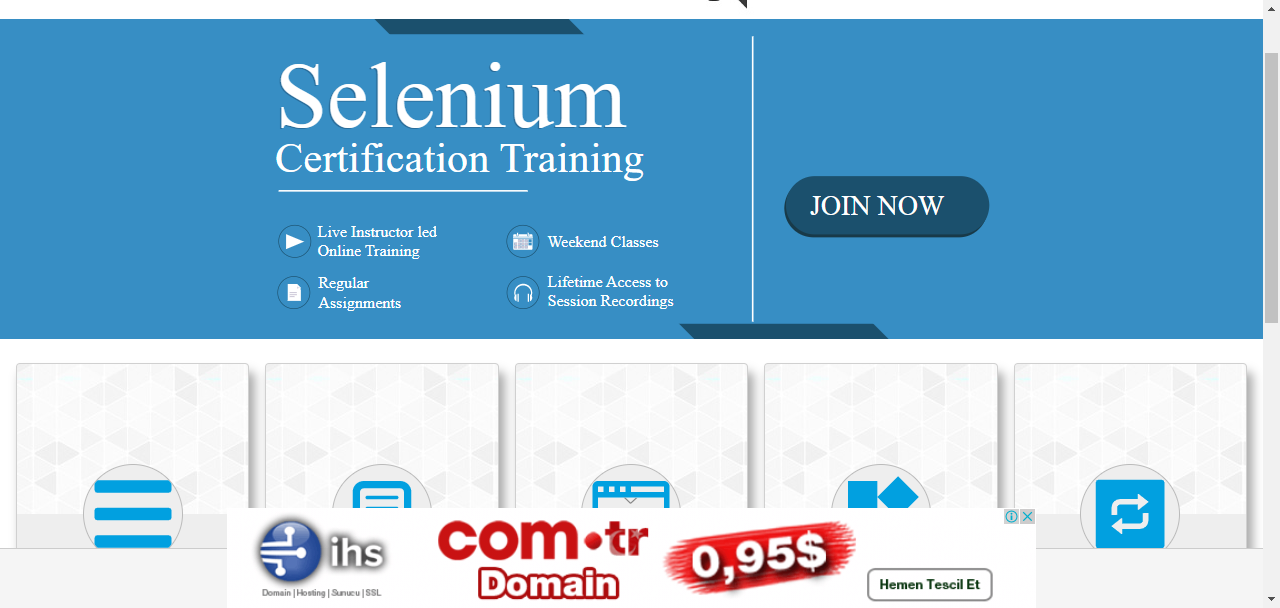 Selenium
Certification Training
JOIN NOW
Live Instructor led
Online Training
Weekend Classes
Regular
Assignments
Lifetime Access to
Session Recordings
ihs
Domain | Hosting | Sunucu | SSL
com.tr
Domain
0,95$
Hemen Tescil Et